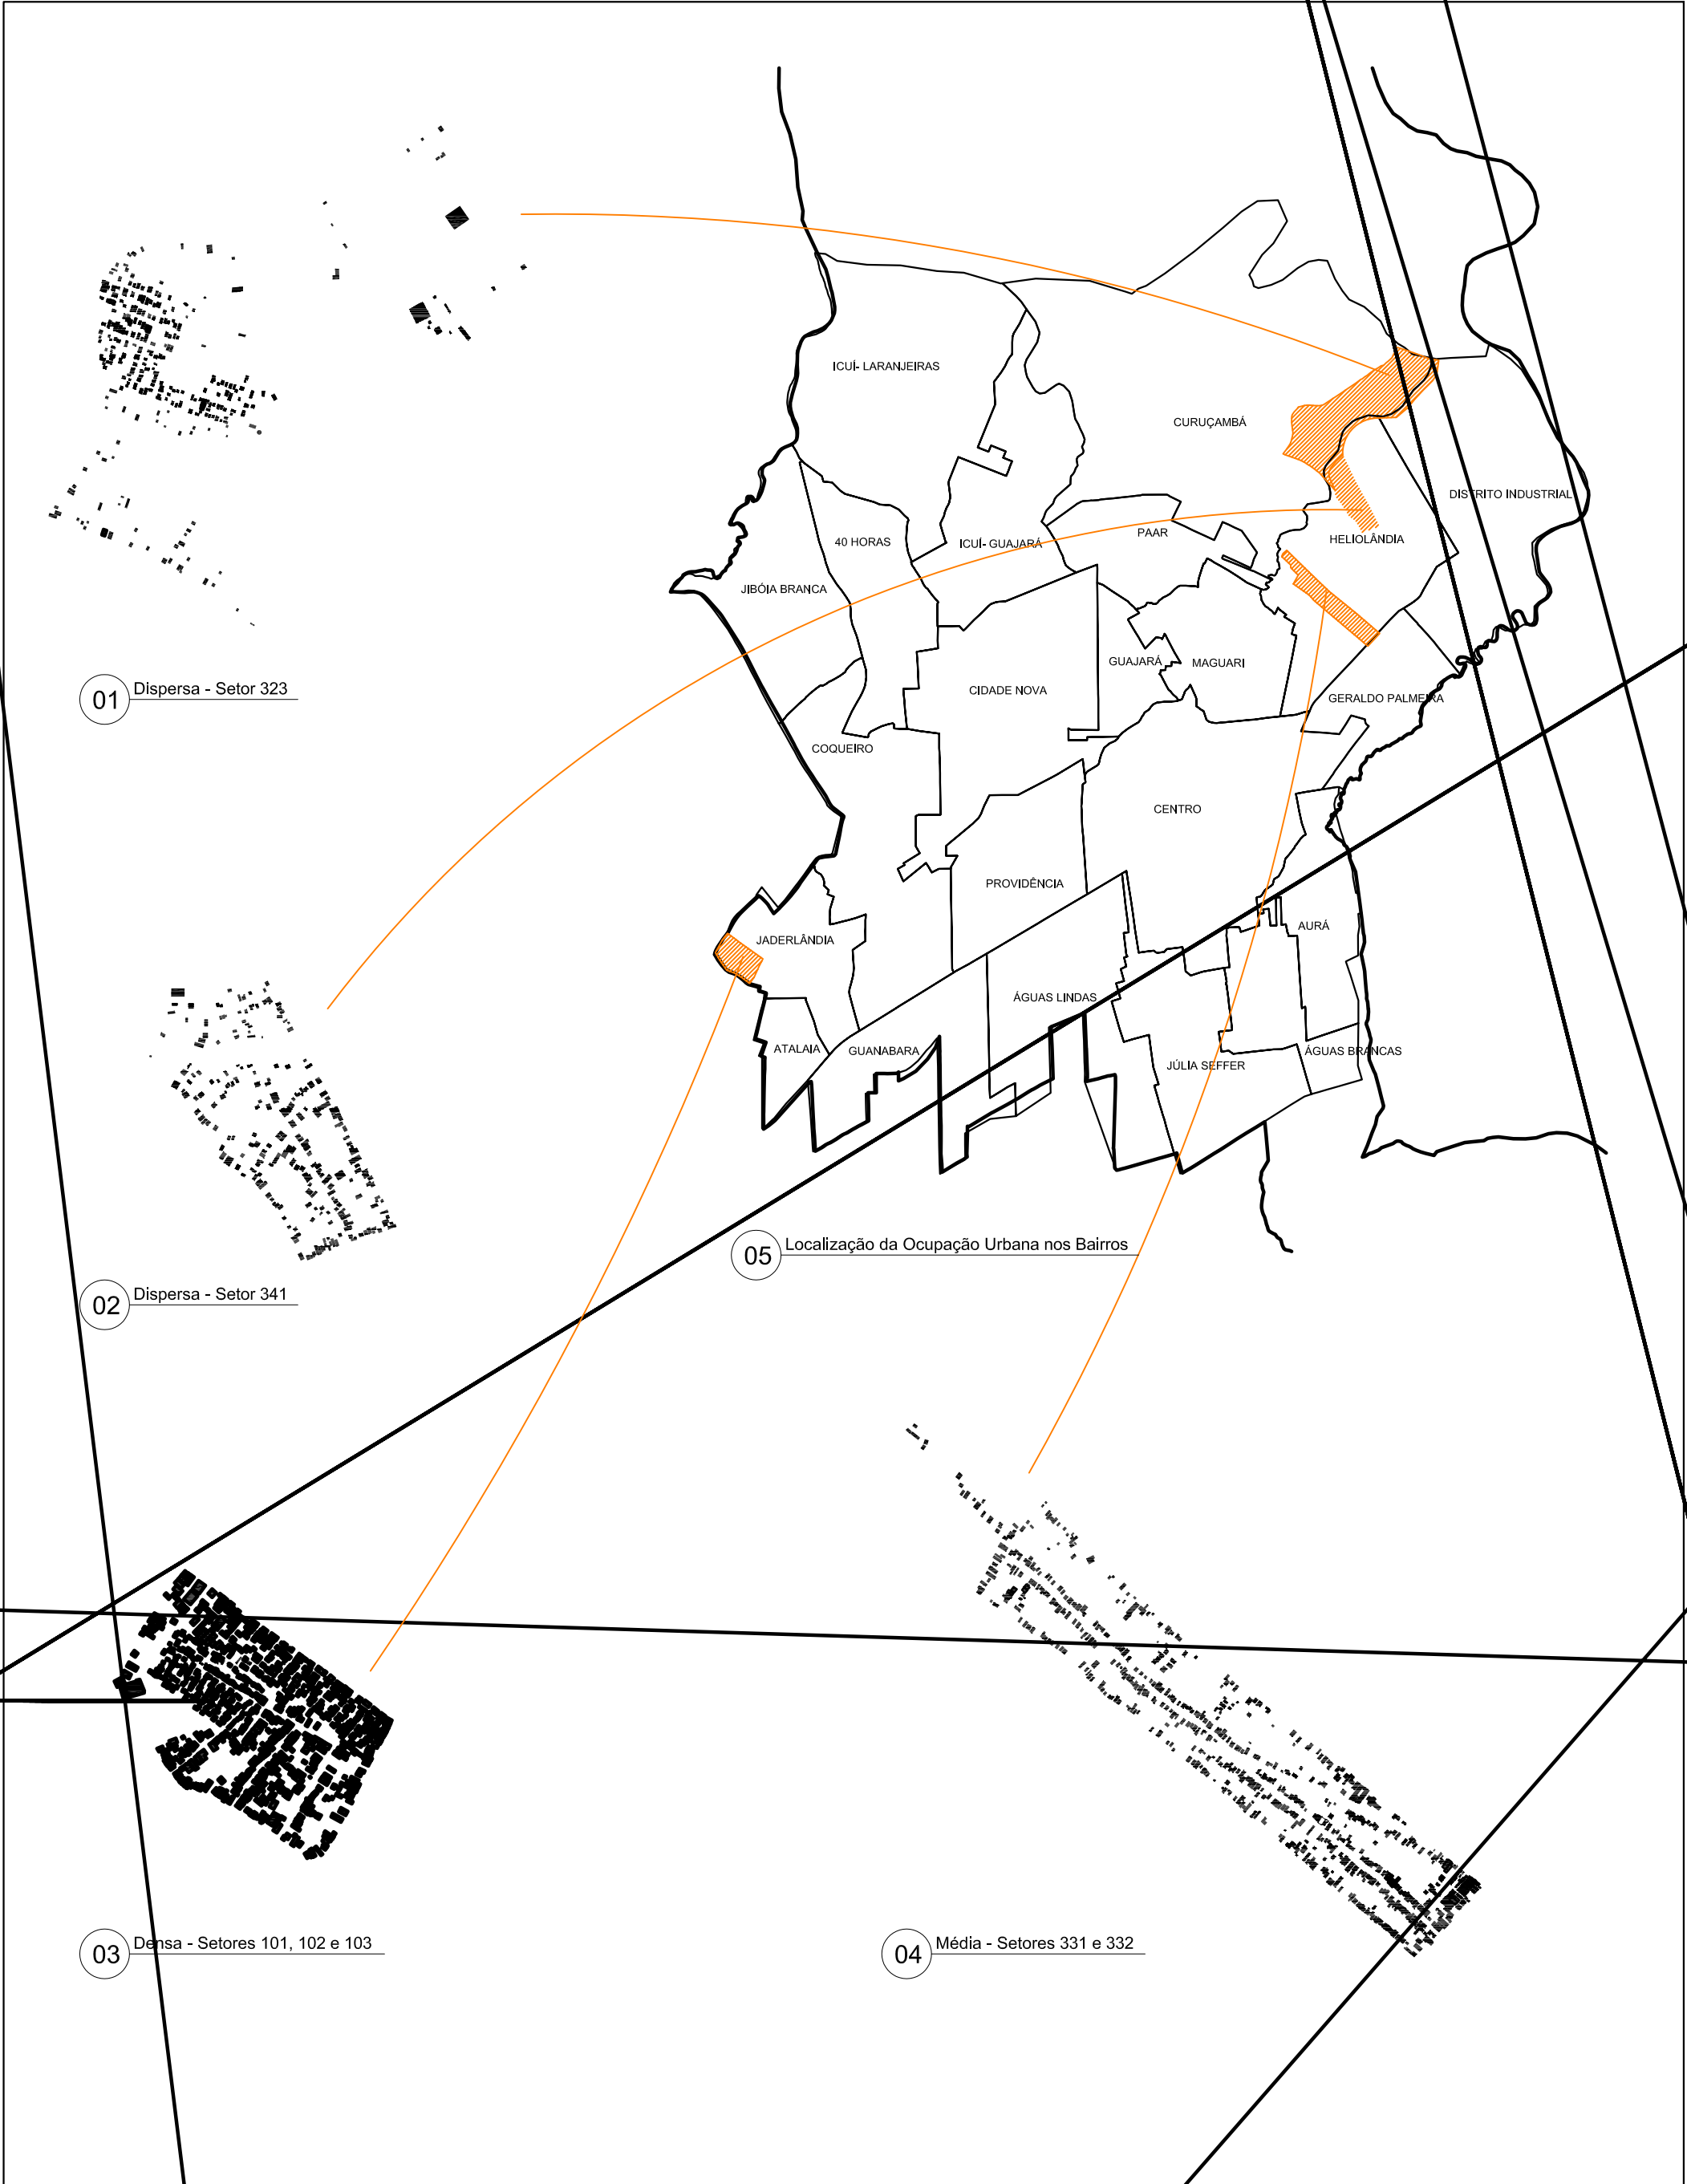 ICUÍ- LARANJEIRAS
CURUÇAMBÁ
DISTRITO INDUSTRIAL
40 HORAS
ICUÍ- GUAJARÁ
PAAR
HELIOLÂNDIA
JIBÓIA BRANCA
GUAJARÁ
MAGUARI
CIDADE NOVA
GERALDO PALMEIRA
COQUEIRO
CENTRO
PROVIDÊNCIA
JADERLÂNDIA
AURÁ
ÁGUAS LINDAS
ATALAIA
GUANABARA
JÚLIA SEFFER
ÁGUAS BRANCAS
01 Dispersa - Setor 323
02 Dispersa - Setor 341
05 Localização da Ocupação Urbana nos Bairros
03 Densa - Setores 101, 102 e 103
04 Média - Setores 331 e 332